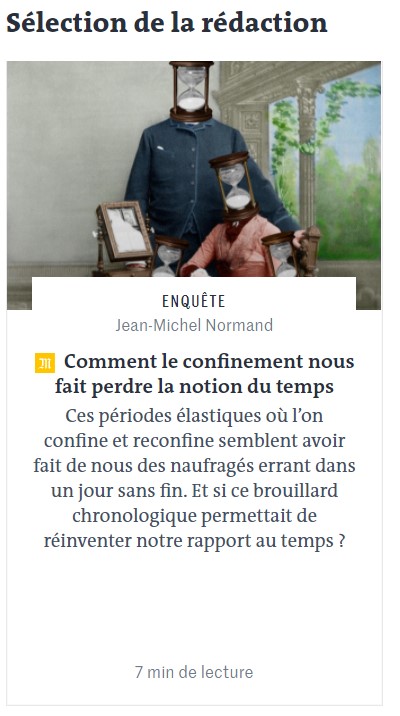 Sélection de la rédaction
ENQUÊTE
Jean-Michel Normand
M Comment le confinement nous
fait perdre la notion du temps
Ces périodes élastiques où l’on
confine et reconfine semblent avoir
fait de nous des naufragés errant dans
un jour sans fin. Et si ce brouillard
chronologique permettait de
réinventer notre rapport au temps ?
7 min de lecture